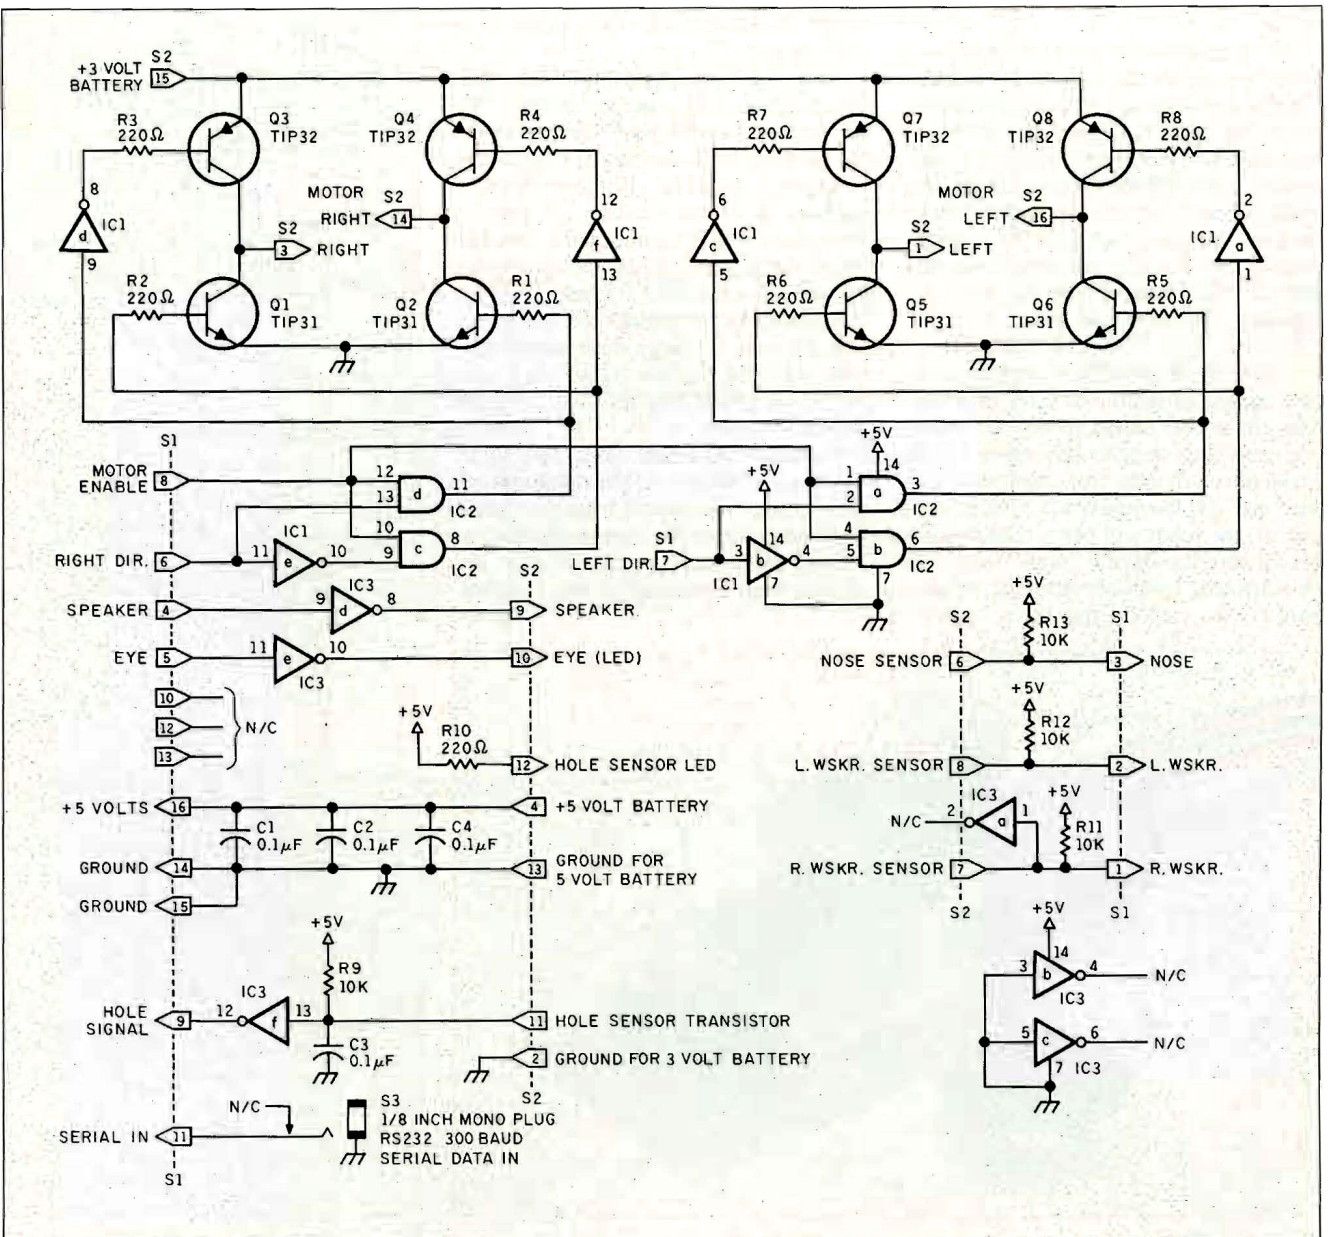 +3 VOLT
BATTERY
S2
15
R3
220Ω
Q3
TIP32
Q4
TIP32
R4
220Ω
R7
220Ω
Q7
TIP32
Q8
TIP32
R8
220Ω
8
d
IC1
9
MOTOR
RIGHT
S2
14
S2
3
RIGHT
12
IC1
f
13
6
IC1
c
5
MOTOR
LEFT
S2
16
S2
1
LEFT
2
IC1
a
1
R2
220Ω
Q1
TIP31
Q2
TIP31
R1
220Ω
R6
220Ω
Q5
TIP31
Q6
TIP31
R5
220Ω
S1
MOTOR
ENABLE
8
12
13
d
11
IC2
10
9
c
8
IC2
RIGHT DIR.
6
11
IC1
e
10
+5V
+5V
1
2
14
a
3
IC2
4
5
b
6
7
IC2
S1
LEFT DIR.
7
3
14
b
4
7
IC1
SPEAKER
4
9
IC3
d
8
S2
9
SPEAKER
EYE
5
11
e
10
IC3
10
EYE (LED)
10
12
13
N/C
+5V
R10
220Ω
12
HOLE SENSOR LED
+5 VOLTS
16
C1
0.1µF
C2
0.1µF
C4
0.1µF
4
+5 VOLT BATTERY
GROUND
14
13
GROUND FOR
5 VOLT BATTERY
GROUND
15
+5V
R9
10K
HOLE
SIGNAL
9
12
IC3
f
13
C3
0.1µF
11
HOLE SENSOR TRANSISTOR
2
GROUND FOR 3 VOLT BATTERY
S2
N/C
SERIAL IN
11
S1
S3
1/8 INCH MONO PLUG
RS232 300 BAUD
SERIAL DATA IN
+5V
S2
R13
10K
S1
NOSE SENSOR
6
3
NOSE
+5V
R12
10K
L. WSKR. SENSOR
8
2
L. WSKR.
N/C
2
IC3
a
1
+5V
R11
10K
R. WSKR. SENSOR
7
1
R. WSKR.
S2
S1
+5V
3
14
b
4
N/C
IC3
5
c
6
N/C
7
IC3